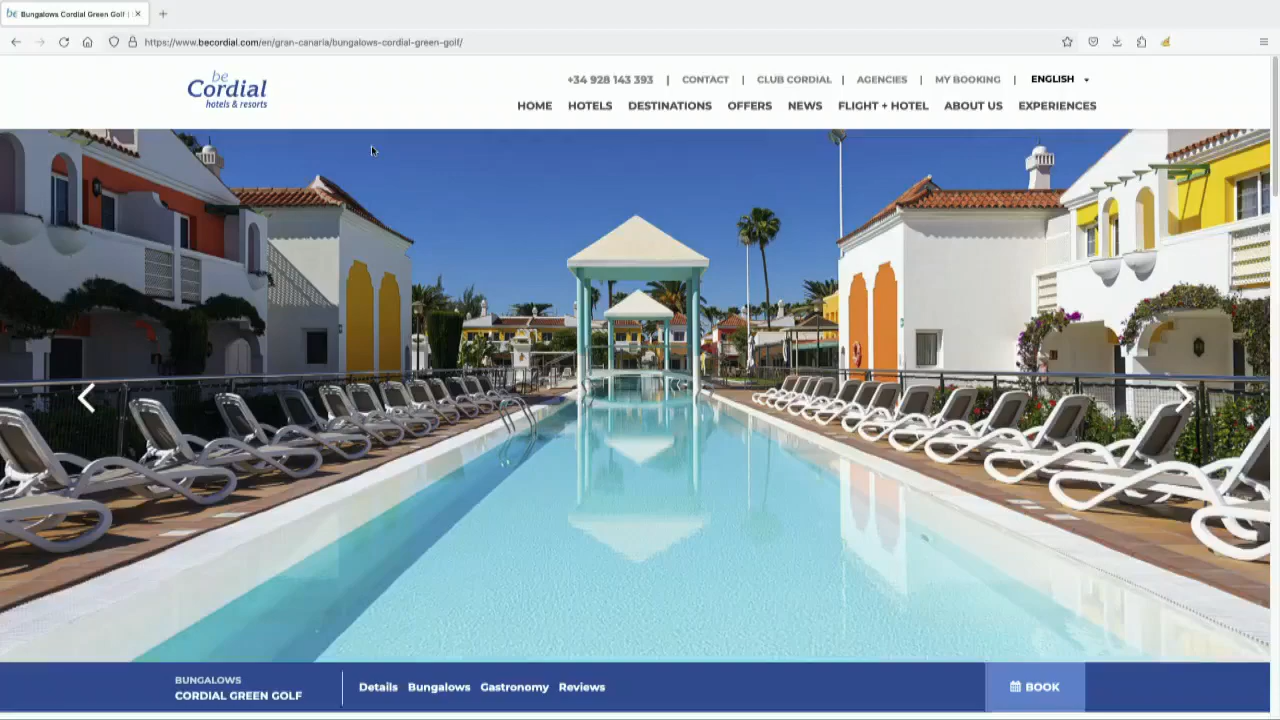 be Bungalows Cordial Green Golf |
https://www.becordial.com/en/gran-canaria/bungalows-cordial-green-golf/
be
Cordial
hotels & resorts
+34 928 143 393 | CONTACT | CLUB CORDIAL | AGENCIES | MY BOOKING | ENGLISH
HOME HOTELS DESTINATIONS OFFERS NEWS FLIGHT + HOTEL ABOUT US EXPERIENCES
BUNGALOWS
CORDIAL GREEN GOLF
Details Bungalows Gastronomy Reviews
BOOK